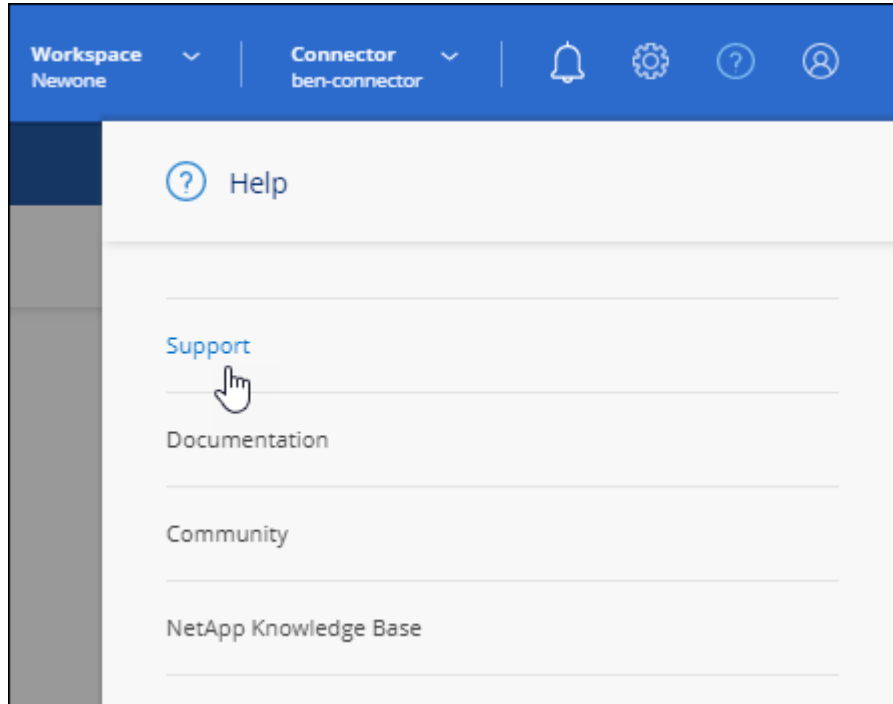 Workspace
Newone
Connector
ben-connector
Help
Support
Documentation
Community
NetApp Knowledge Base